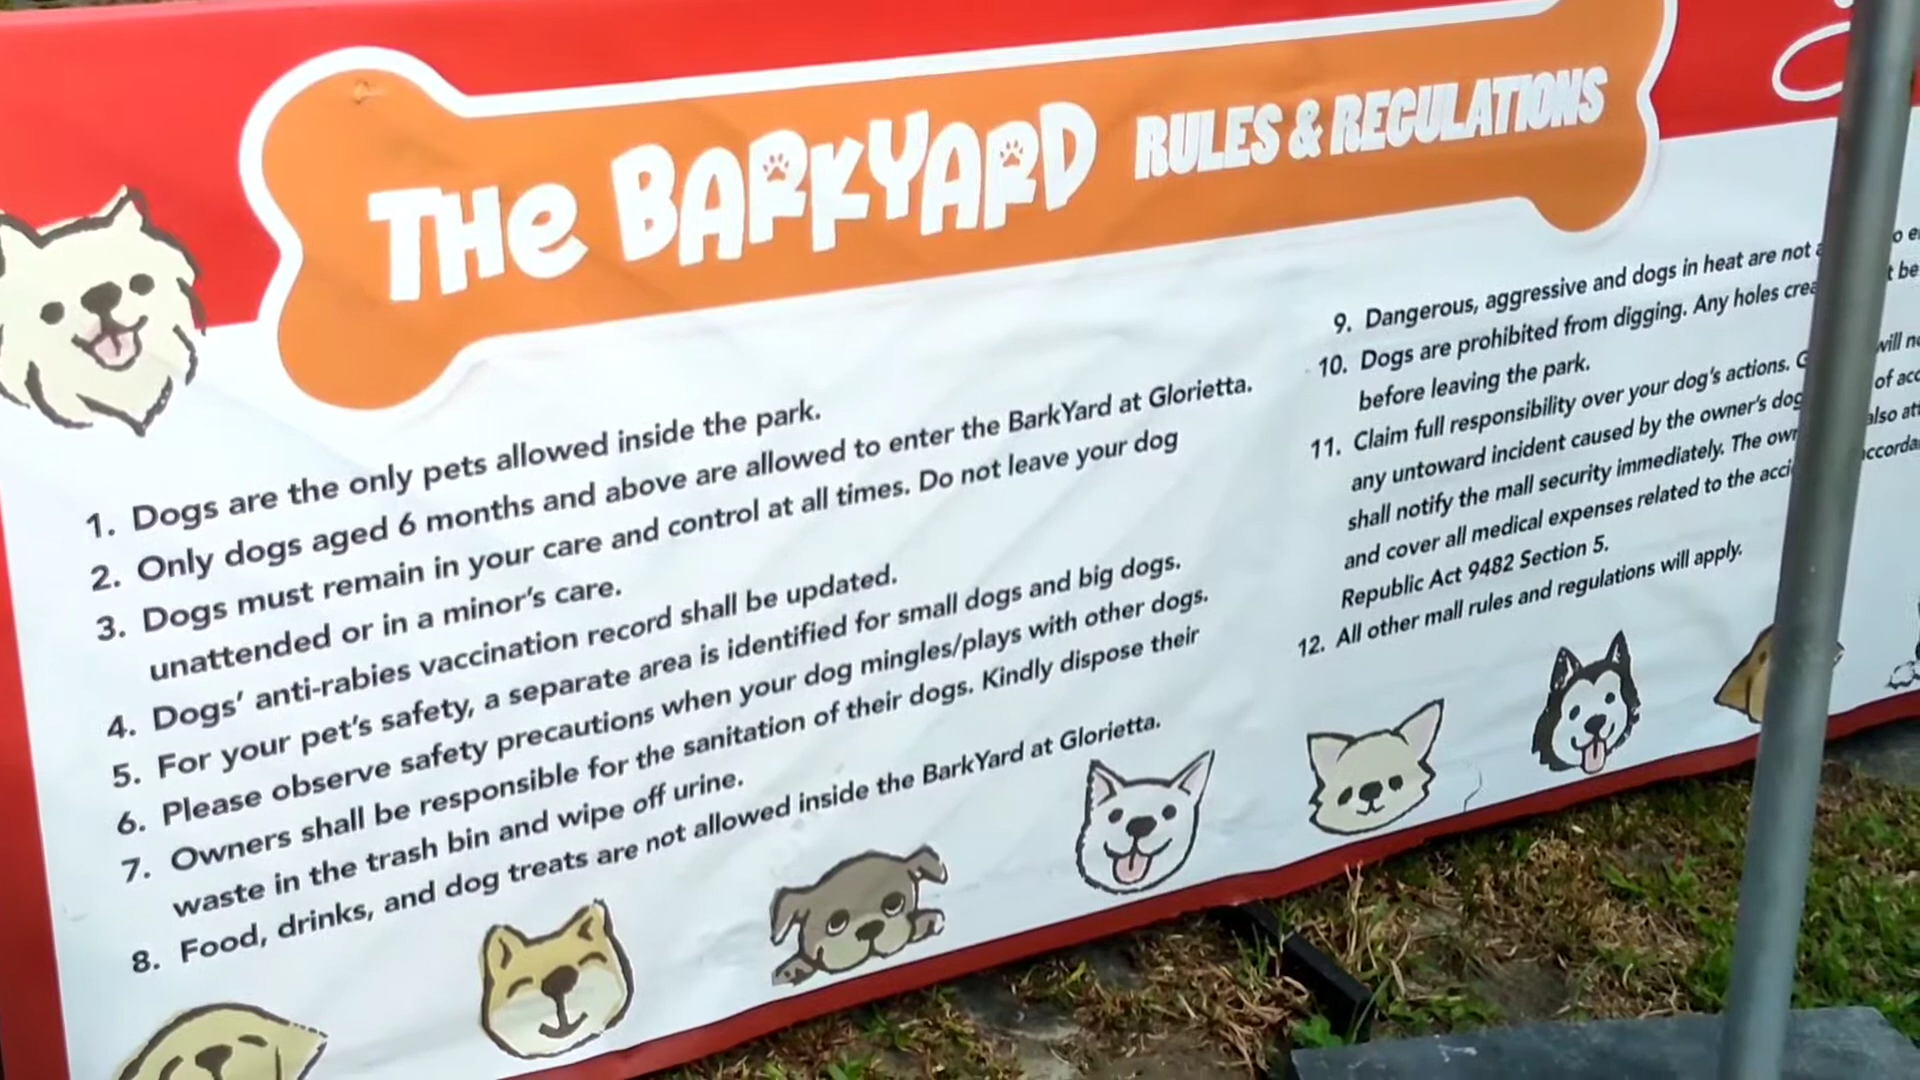 THE BARKYARD RULES & REGULATIONS
1. Dogs are the only pets allowed inside the park.
2. Only dogs aged 6 months and above are allowed to enter the BarkYard at Glorietta.
3. Dogs must remain in your care and control at all times. Do not leave your dog
unattended or in a minor's care.
4. Dogs' anti-rabies vaccination record shall be updated.
5. For your pet's safety, a separate area is identified for small dogs and big dogs.
6. Please observe safety precautions when your dog mingles/plays with other dogs.
7. Owners shall be responsible for the sanitation of their dogs. Kindly dispose their
waste in the trash bin and wipe off urine.
8. Food, drinks, and dog treats are not allowed inside the BarkYard at Glorietta.
9. Dangerous, aggressive and dogs in heat are not
10. Dogs are prohibited from digging. Any holes be
before leaving the park.
11. Claim full responsibility over your dog's actions. will
any untoward incident caused by the owner's dog of
shall notify the mall security immediately. The also
and cover all medical expenses related to the
Republic Act 9482 Section 5.
12. All other mall rules and regulations will apply.